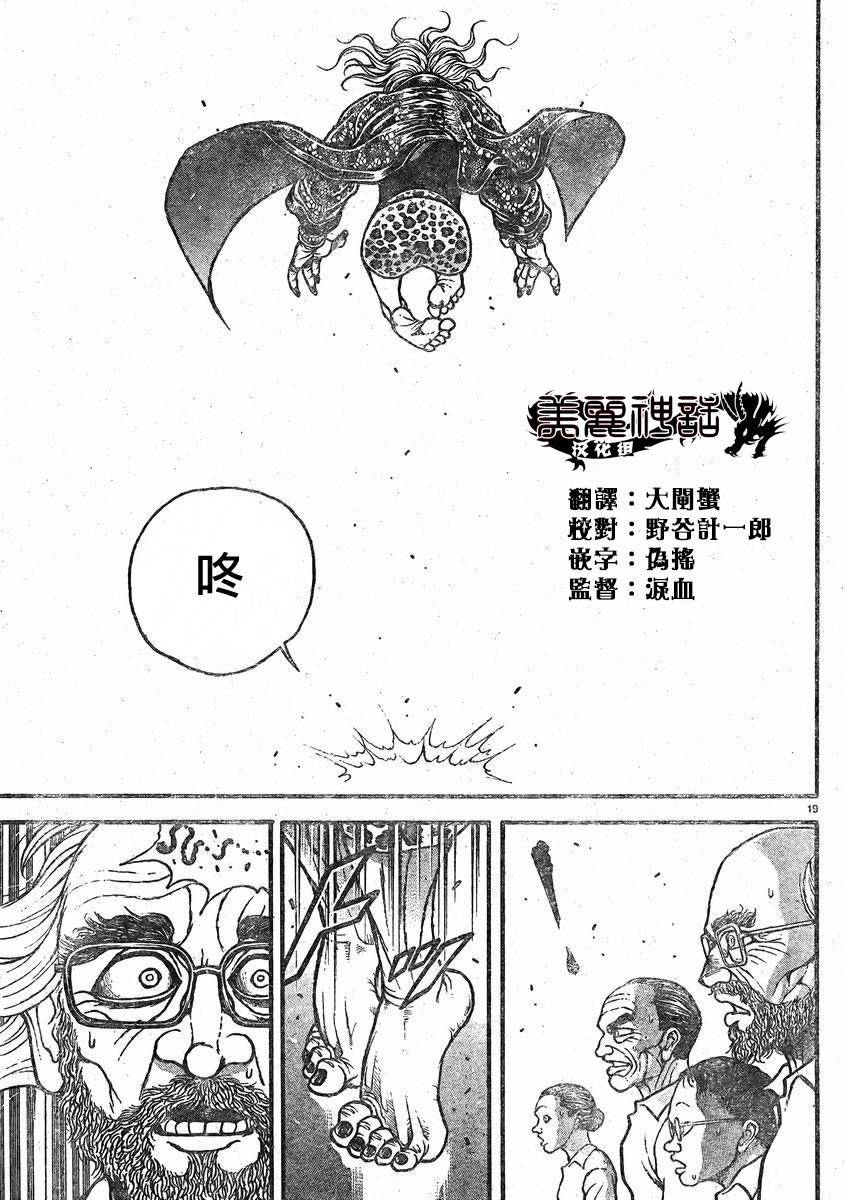 美麗神話
汉化组
翻譯：大閘蟹
校對：野谷計一郎
嵌字：偽搖
監督：淚血
咚
19